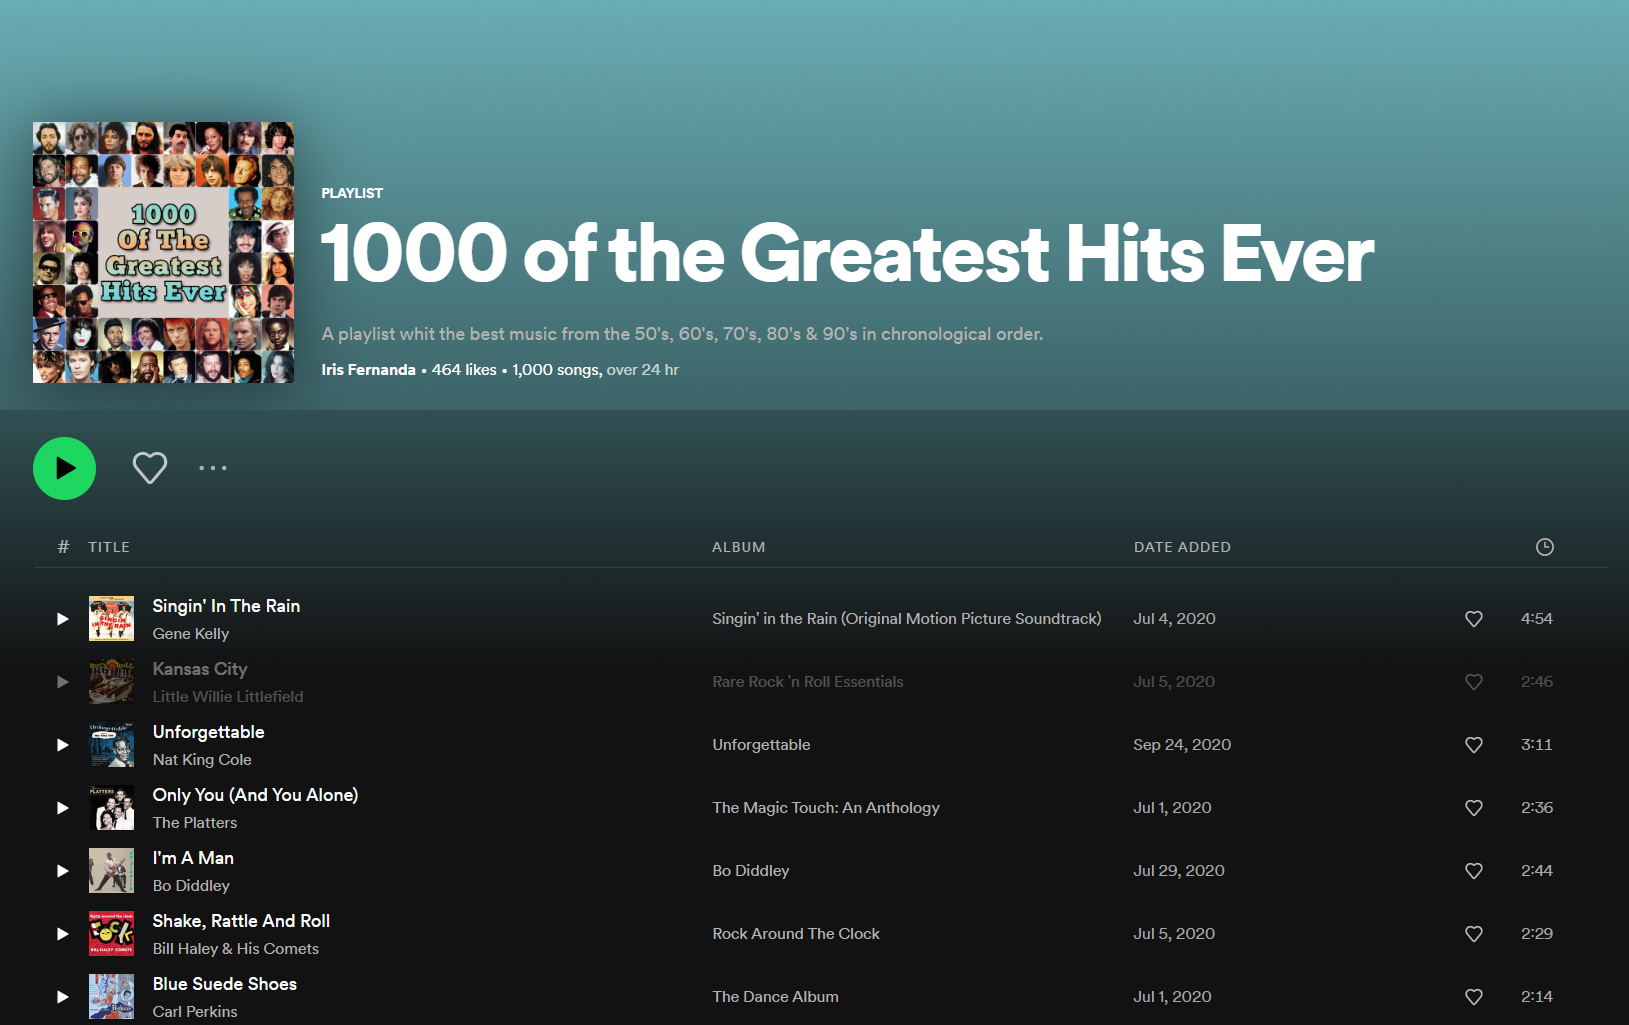 PLAYLIST
1000 of the Greatest Hits Ever
1000
Of The
Greatest
Hits Ever
A playlist whit the best music from the 50's, 60's, 70's, 80's & 90's in chronological order.
Iris Fernanda • 464 likes • 1,000 songs, over 24 hr
# TITLE ALBUM DATE ADDED
Singin' In The Rain
Gene Kelly
Singin' in the Rain (Original Motion Picture Soundtrack) Jul 4, 2020 4:54
Kansas City
Little Willie Littlefield
Rare Rock 'n Roll Essentials Jul 5, 2020 2:46
Unforgettable
Nat King Cole
Unforgettable Sep 24, 2020 3:11
Only You (And You Alone)
The Platters
The Magic Touch: An Anthology Jul 1, 2020 2:36
I'm A Man
Bo Diddley
Bo Diddley Jul 29, 2020 2:44
Shake, Rattle And Roll
Bill Haley & His Comets
Rock Around The Clock Jul 5, 2020 2:29
Blue Suede Shoes
Carl Perkins
The Dance Album Jul 1, 2020 2:14